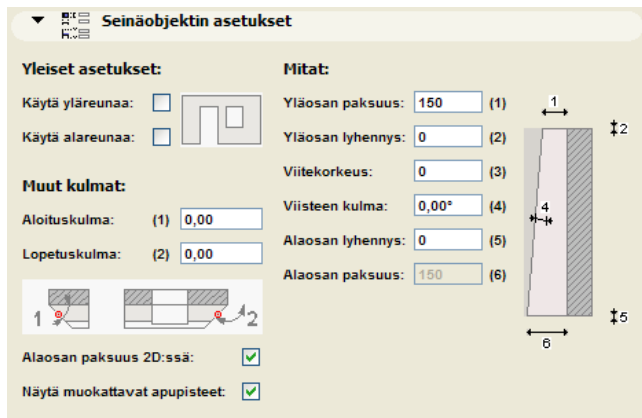 Seinäobjektin asetukset
Yleiset asetukset:
Käytä yläreunaa:
Käytä alareunaa:
Muut kulmat:
Aloituskulma: (1) 0,00
Lopetuskulma: (2) 0,00
1 2
Alaosan paksuus 2D:ssä:
Näytä muokattavat apupisteet:
Mitat:
Yläosan paksuus: 150 (1)
Yläosan lyhennys: 0 (2)
Viitekorkeus: 0 (3)
Viisteen kulma: 0,00° (4)
Alaosan lyhennys: 0 (5)
Alaosan paksuus: 150 (6)
1
2
4
5
6